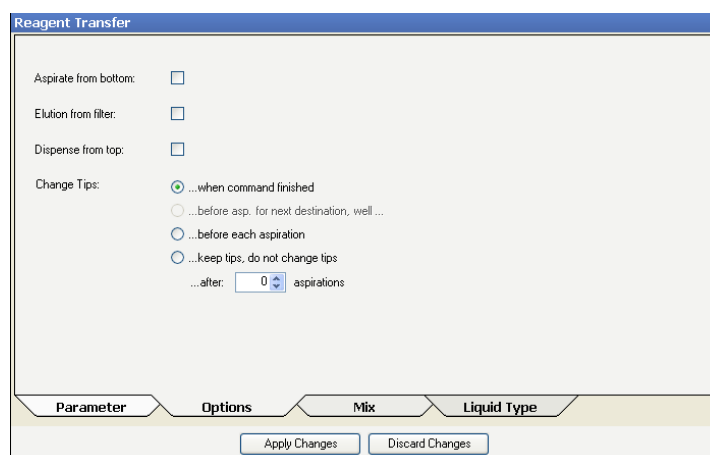 Reagent Transfer
Aspirate from bottom:
Elution from filter:
Dispense from top:
Change Tips:
...when command finished
...before asp. for next destination, well ...
...before each aspiration
...keep tips, do not change tips
...after: 0 aspirations
Parameter Options Mix Liquid Type
Apply Changes Discard Changes